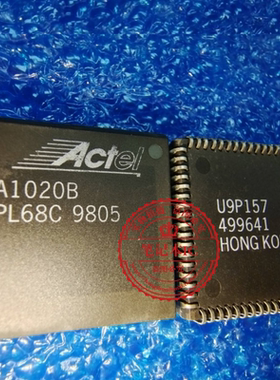 Actel
A1020B
PL68C 9805
U9P157
499641
HONG KO